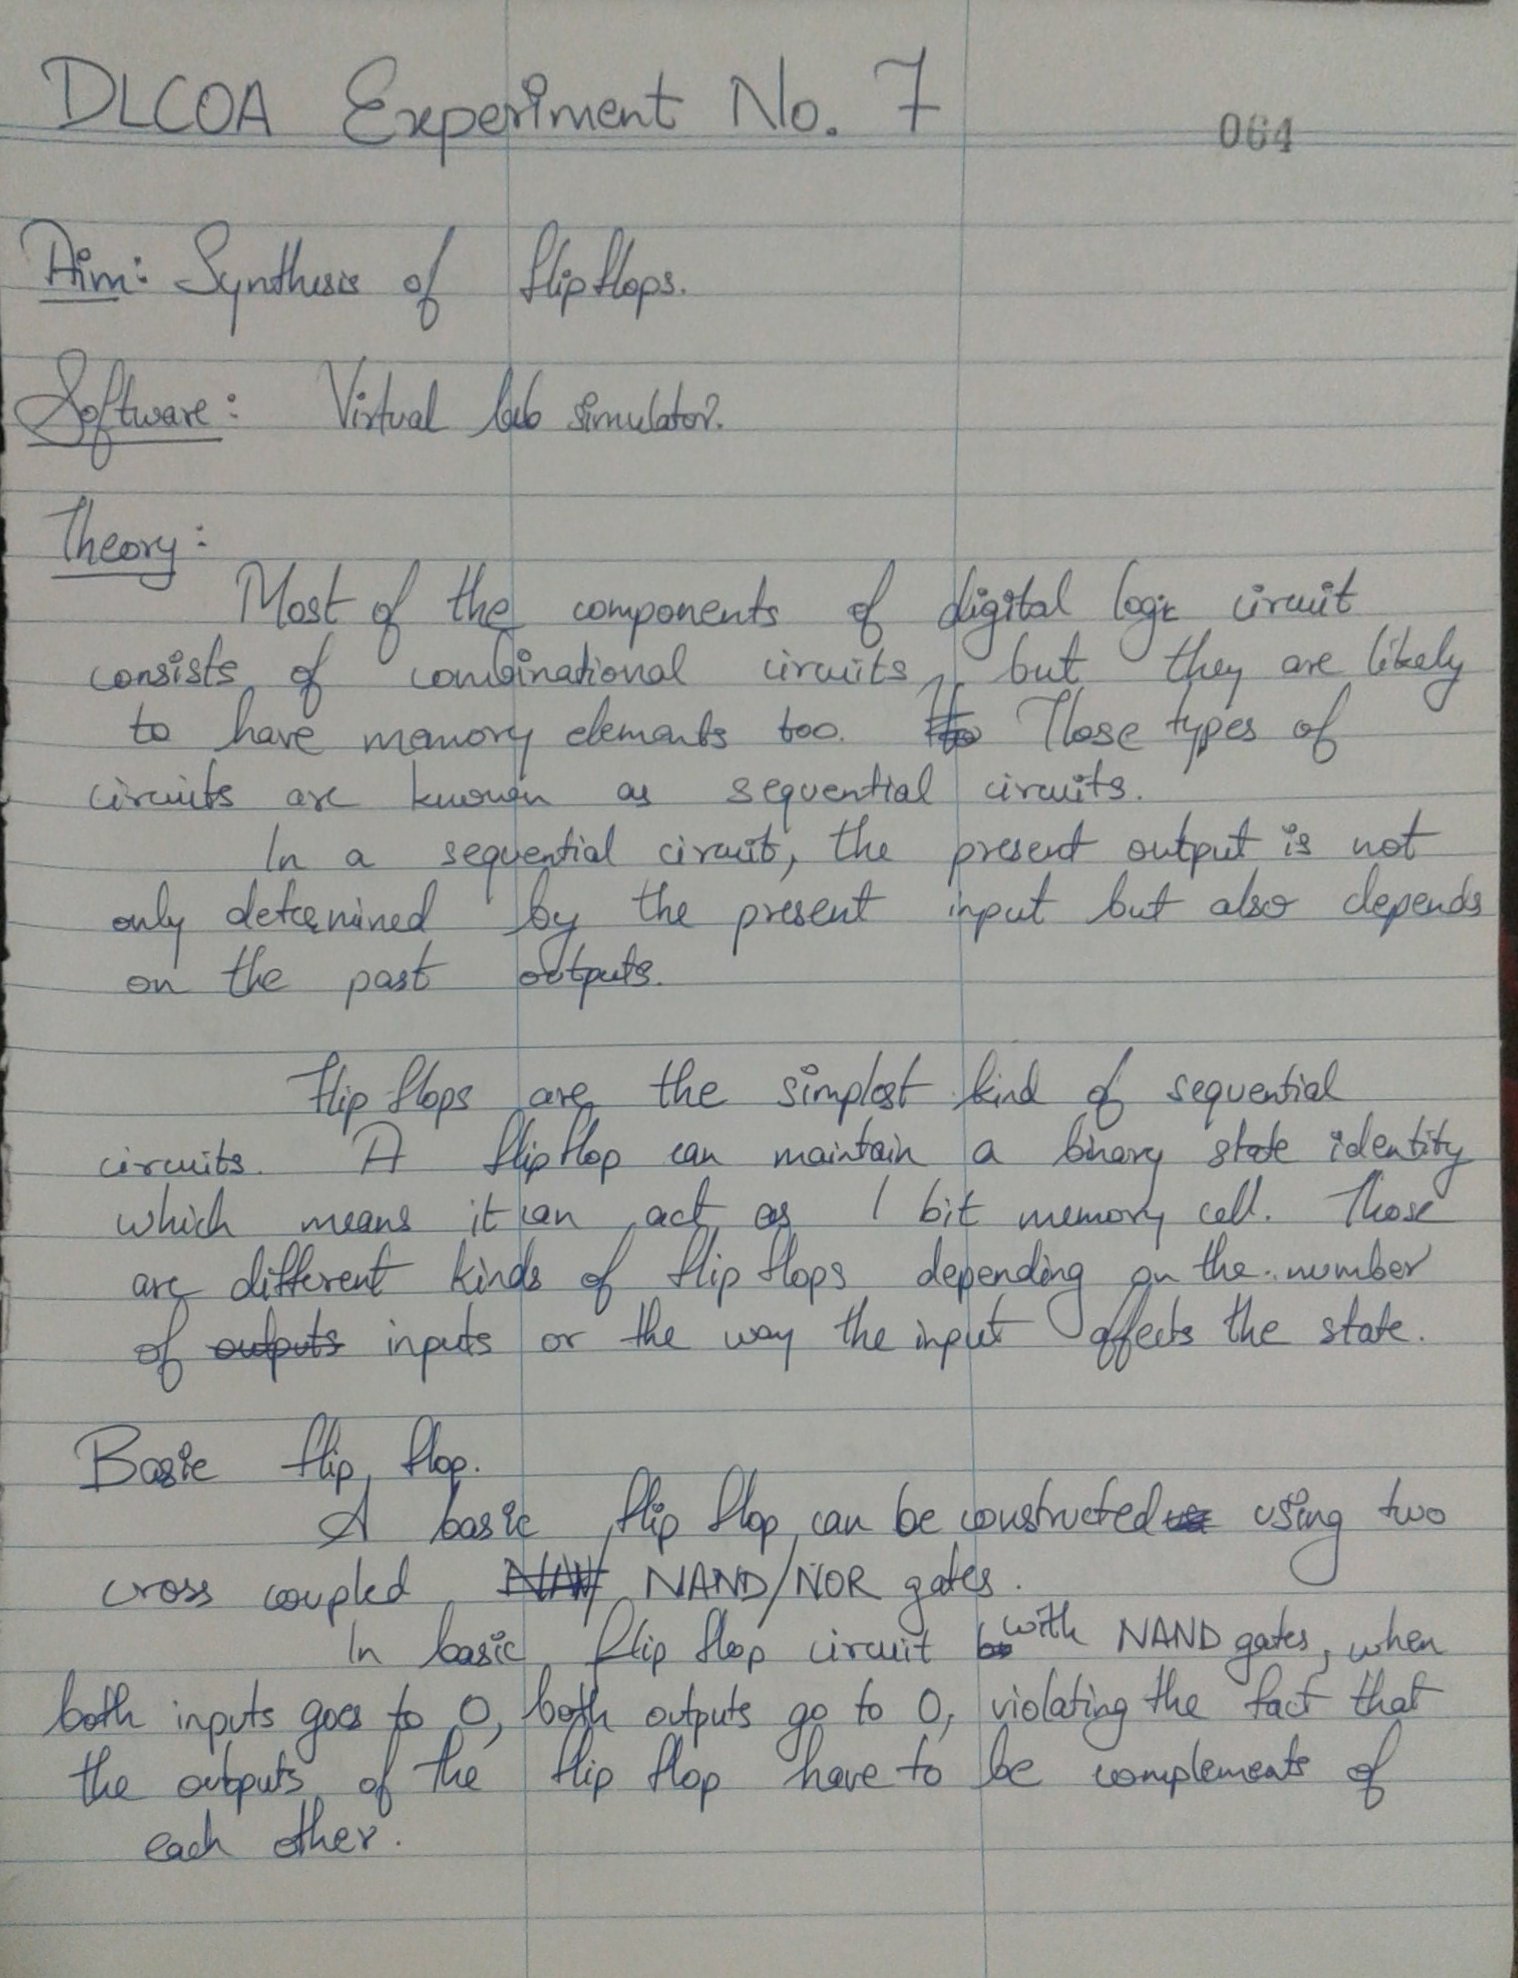 DLCOA Experiment No. 7
064
Aim: Synthesis of flipflops.
Software: Virtual lab simulator.
Theory:
Most of the components of digital logic circuit
consists of combinational circuits, but they are likely
to have memory elements too. Those types of
circuits are known as sequential circuits.
In a sequential circuit, the present output is not
only determined by the present input but also depends
on the past outputs.
Flip flops are the simplest kind of sequential
circuits. A flipflop can maintain a binary state identity
which means it can act as 1 bit memory cell. Those
are different kinds of flip flops depending on the number
of outputs inputs or the way the input affects the state.
Basic flip flop.
A basic flip flop can be constructed using two
cross coupled NAND/NOR gates.
In basic flip flop circuit with NAND gates, when
both inputs goes to 0, both outputs go to 0, violating the fact that
the outputs of the flip flop have to be complements of
each other.